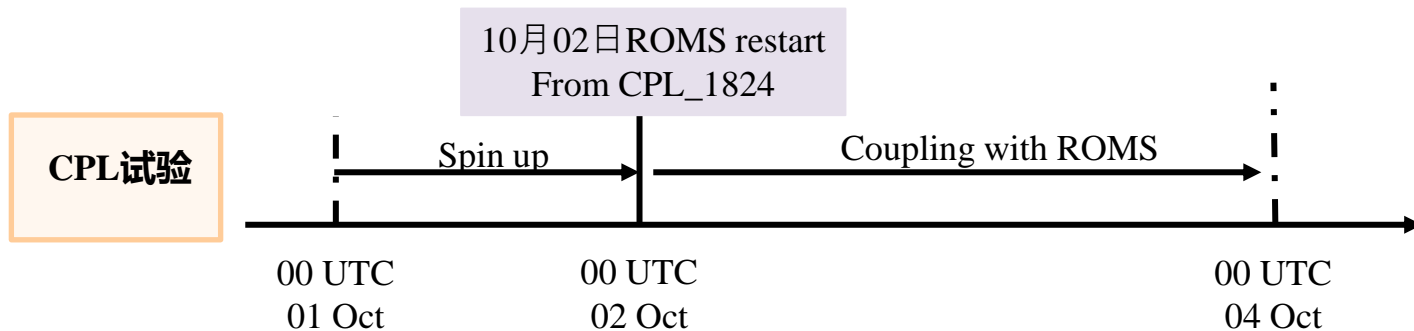 10月02日ROMS restart
From CPL_1824
CPL试验
Spin up
Coupling with ROMS
00 UTC
01 Oct
00 UTC
02 Oct
00 UTC
04 Oct